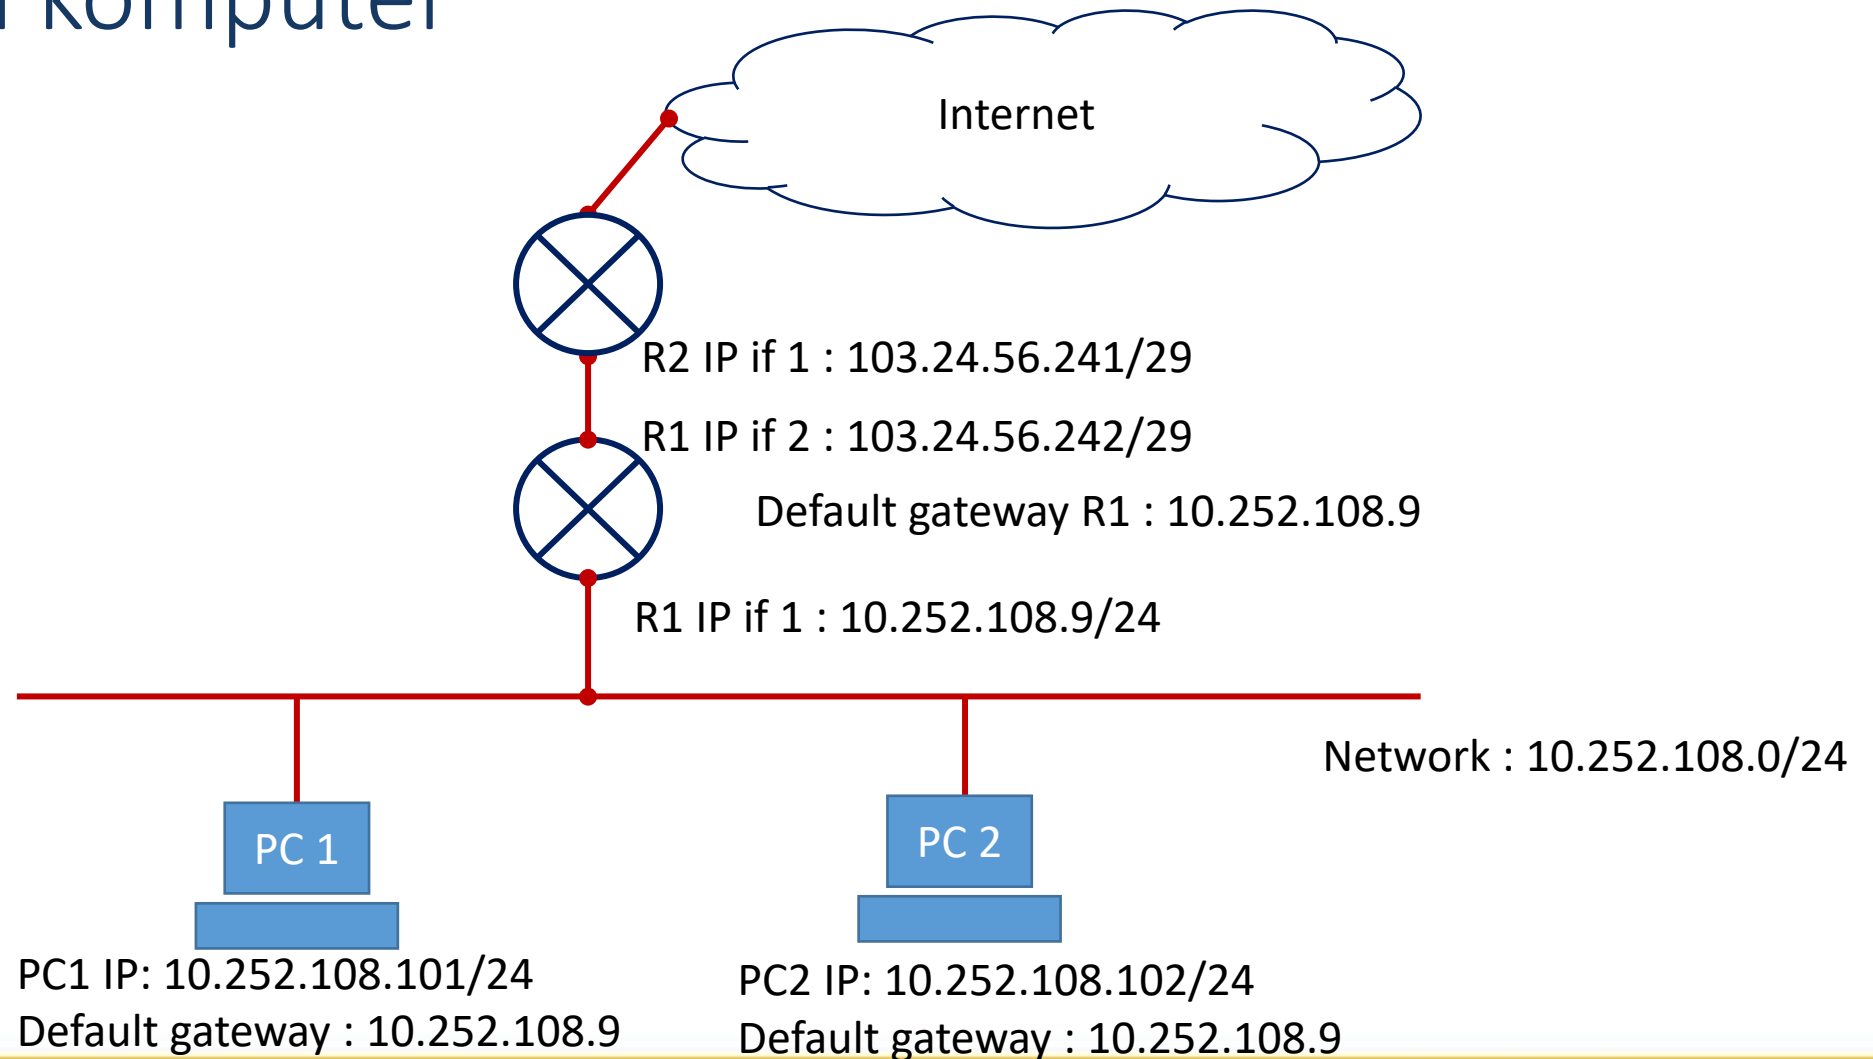 komputer
Internet
R2 IP if 1 : 103.24.56.241/29
R1 IP if 2 : 103.24.56.242/29
Default gateway R1 : 10.252.108.9
R1 IP if 1 : 10.252.108.9/24
Network : 10.252.108.0/24
PC 1
PC 2
PC1 IP: 10.252.108.101/24
Default gateway : 10.252.108.9
PC2 IP: 10.252.108.102/24
Default gateway : 10.252.108.9